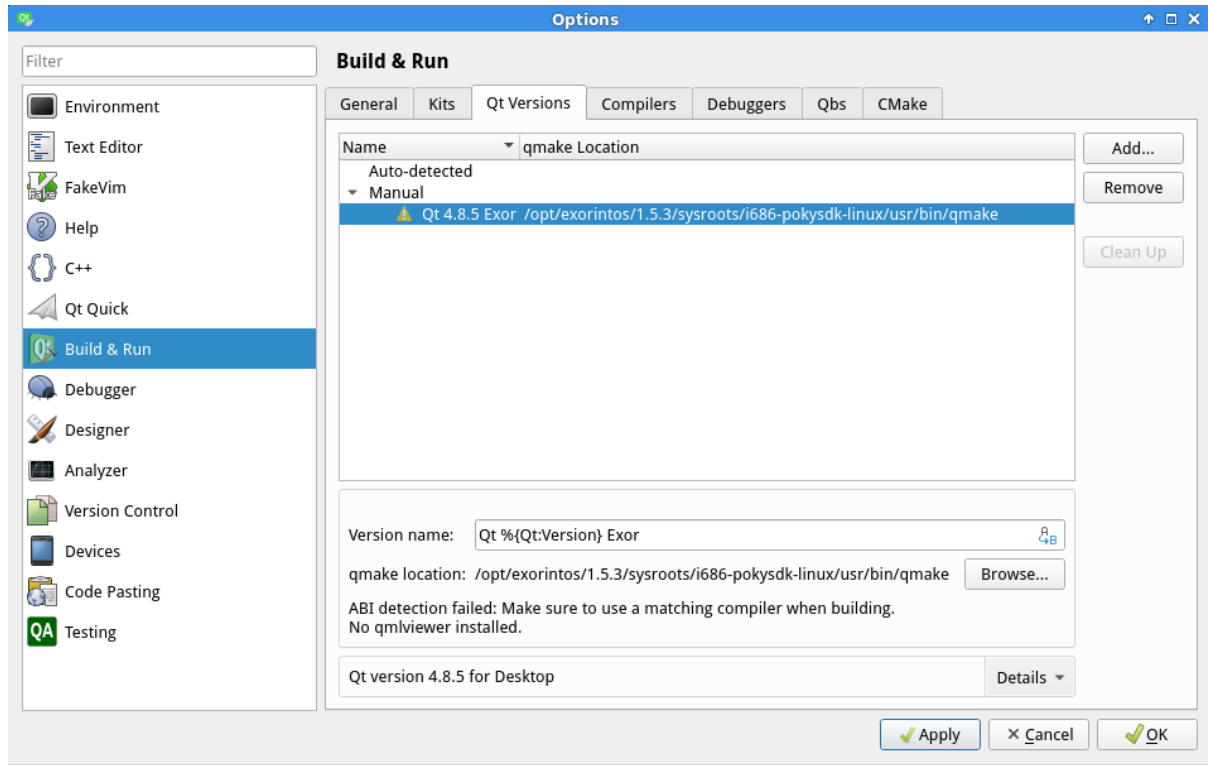 Options
Filter
Build & Run
Environment
Text Editor
FakeVim
Help
C++
Qt Quick
Build & Run
Debugger
Designer
Analyzer
Version Control
Devices
Code Pasting
QA Testing
General Kits Qt Versions Compilers Debuggers Qbs CMake
Name qmake Location
Auto-detected
Manual
Qt 4.8.5 Exor /opt/exorintos/1.5.3/sysroots/i686-pokysdk-linux/usr/bin/qmake
Add...
Remove
Clean Up
Version name: Qt %{Qt:Version} Exor
qmake location: /opt/exorintos/1.5.3/sysroots/i686-pokysdk-linux/usr/bin/qmake Browse...
ABI detection failed: Make sure to use a matching compiler when building.
No qmlviewer installed.
Qt version 4.8.5 for Desktop Details
Apply Cancel OK